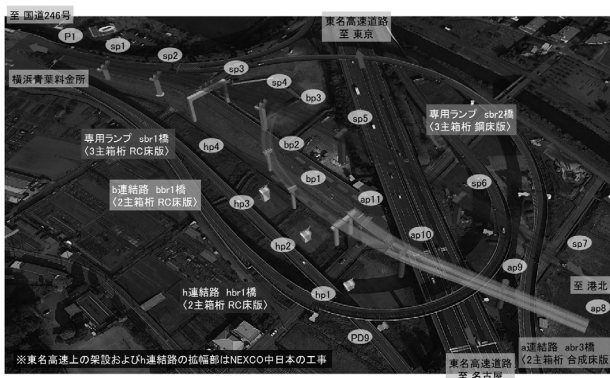 至 国道246号
P1
sp1
sp2
sp3
sp4
bp3
東名高速道路
至 東京
横浜青葉料金所
sp5
専用ランプ sbr2橋
〈3主箱桁 鋼床版〉
専用ランプ sbr1橋
〈3主箱桁 RC床版〉
hp4
bp2
bp1
sp6
b連結路 bbr1橋
〈2主箱桁 RC床版〉
hp3
ap11
hp2
ap10
sp7
ap9
至 港北
h連結路 hbr1橋
〈2主箱桁 RC床版〉
hp1
ap8
PD9
a連結路 abr3橋
〈2主箱桁 合成床版
東名高速道路
至 名古屋
※東名高速上の架設およびh連結路の拡幅部はNEXCO中日本の工事